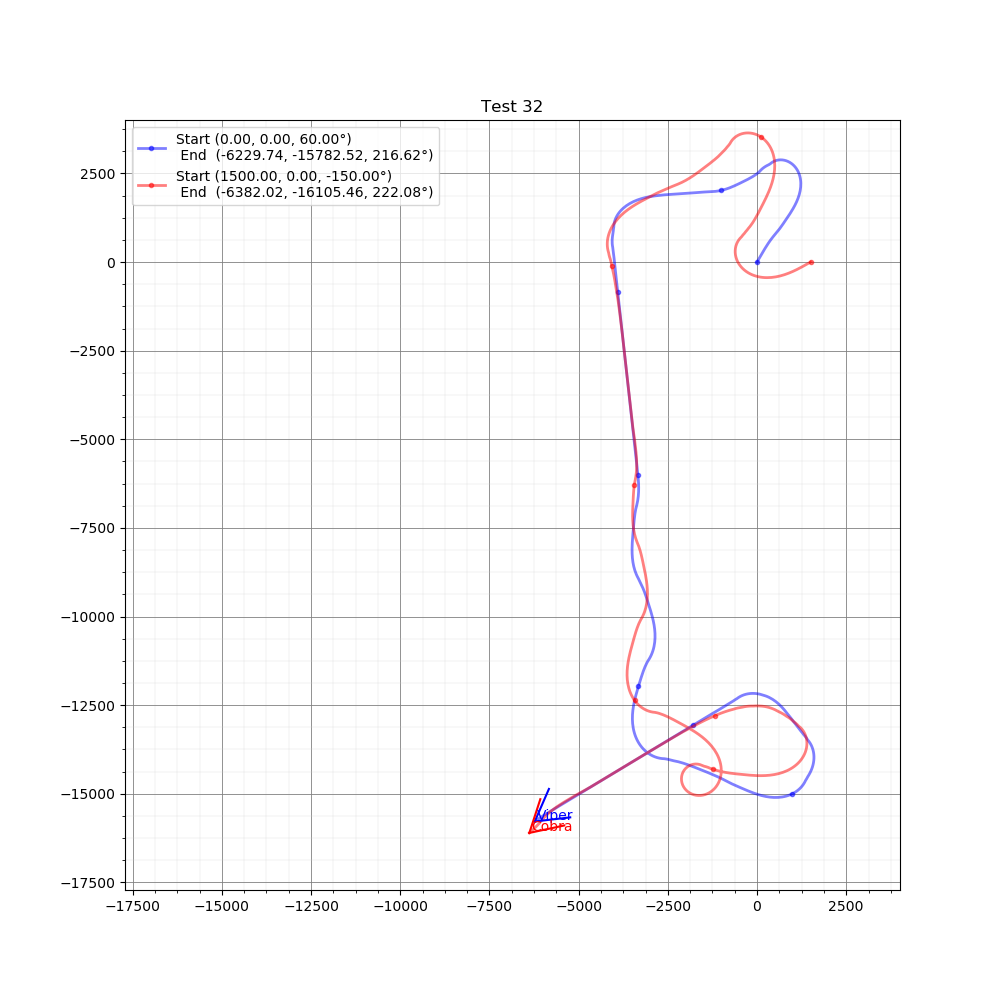 Test 32
Start (0.00, 0.00, 60.00°)
End (-6229.74, -15782.52, 216.62°)
Start (1500.00, 0.00, -150.00°)
End (-6382.02, -16105.46, 222.08°)
2500
0
−2500
−5000
−7500
−10000
−12500
−15000
−17500
Viper
Cobra
−17500 −15000 −12500 −10000 −7500 −5000 −2500 0 2500